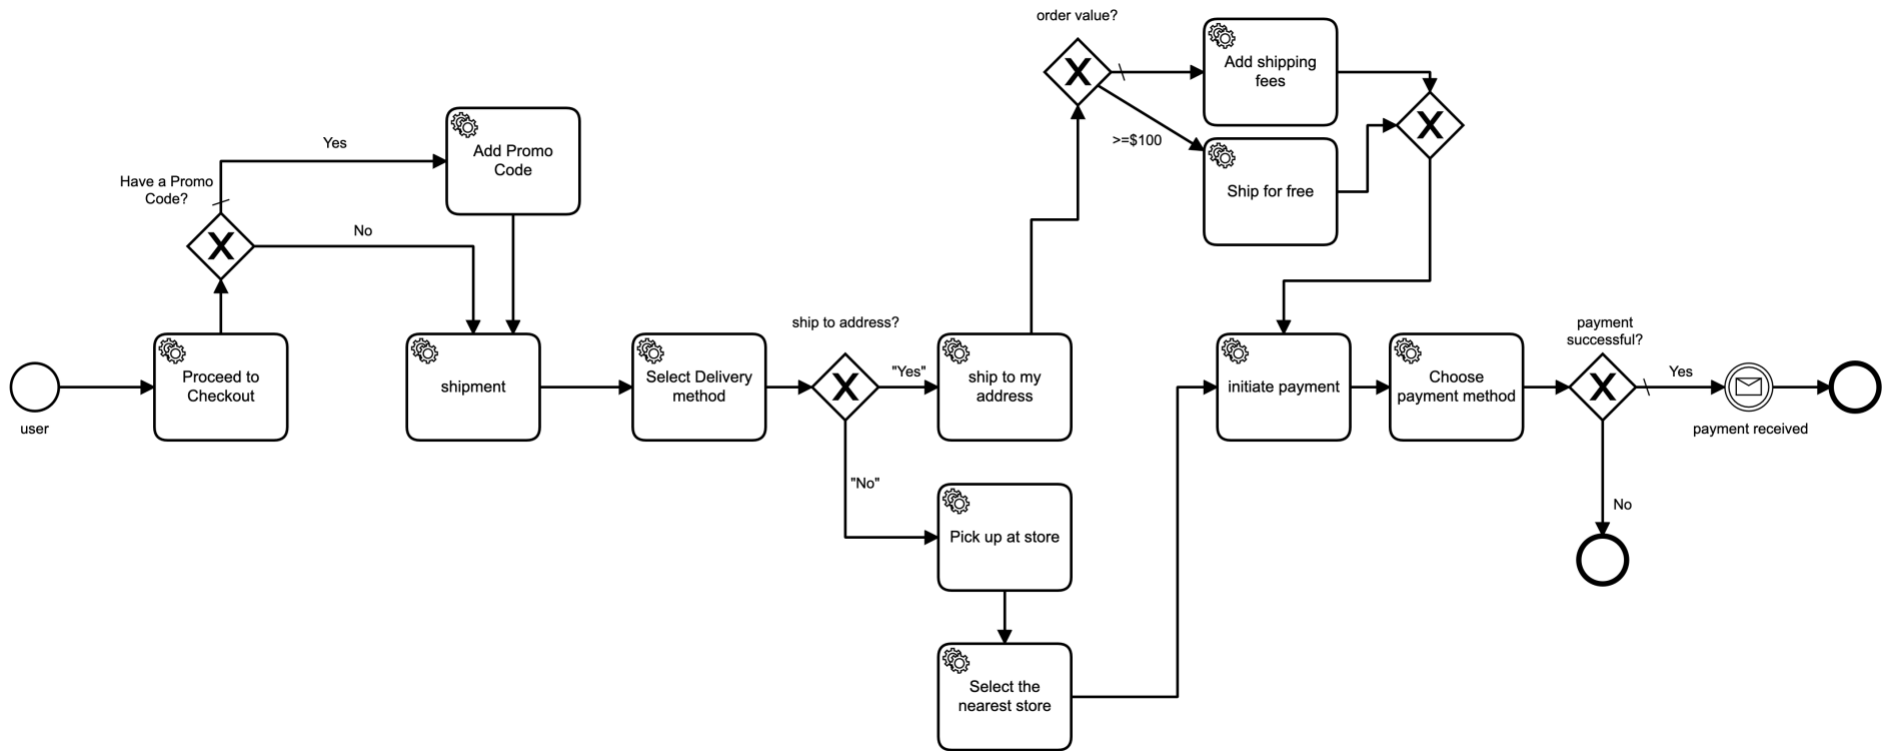 order value?
Add shipping
fees
>=$100
Ship for free
Yes
Add Promo
Code
Have a Promo
Code?
No
user
Proceed to
Checkout
shipment
Select Delivery
method
ship to address?
"Yes"
ship to my
address
"No"
Pick up at store
Select the
nearest store
initiate payment
Choose
payment method
payment
successful?
Yes
payment received
No